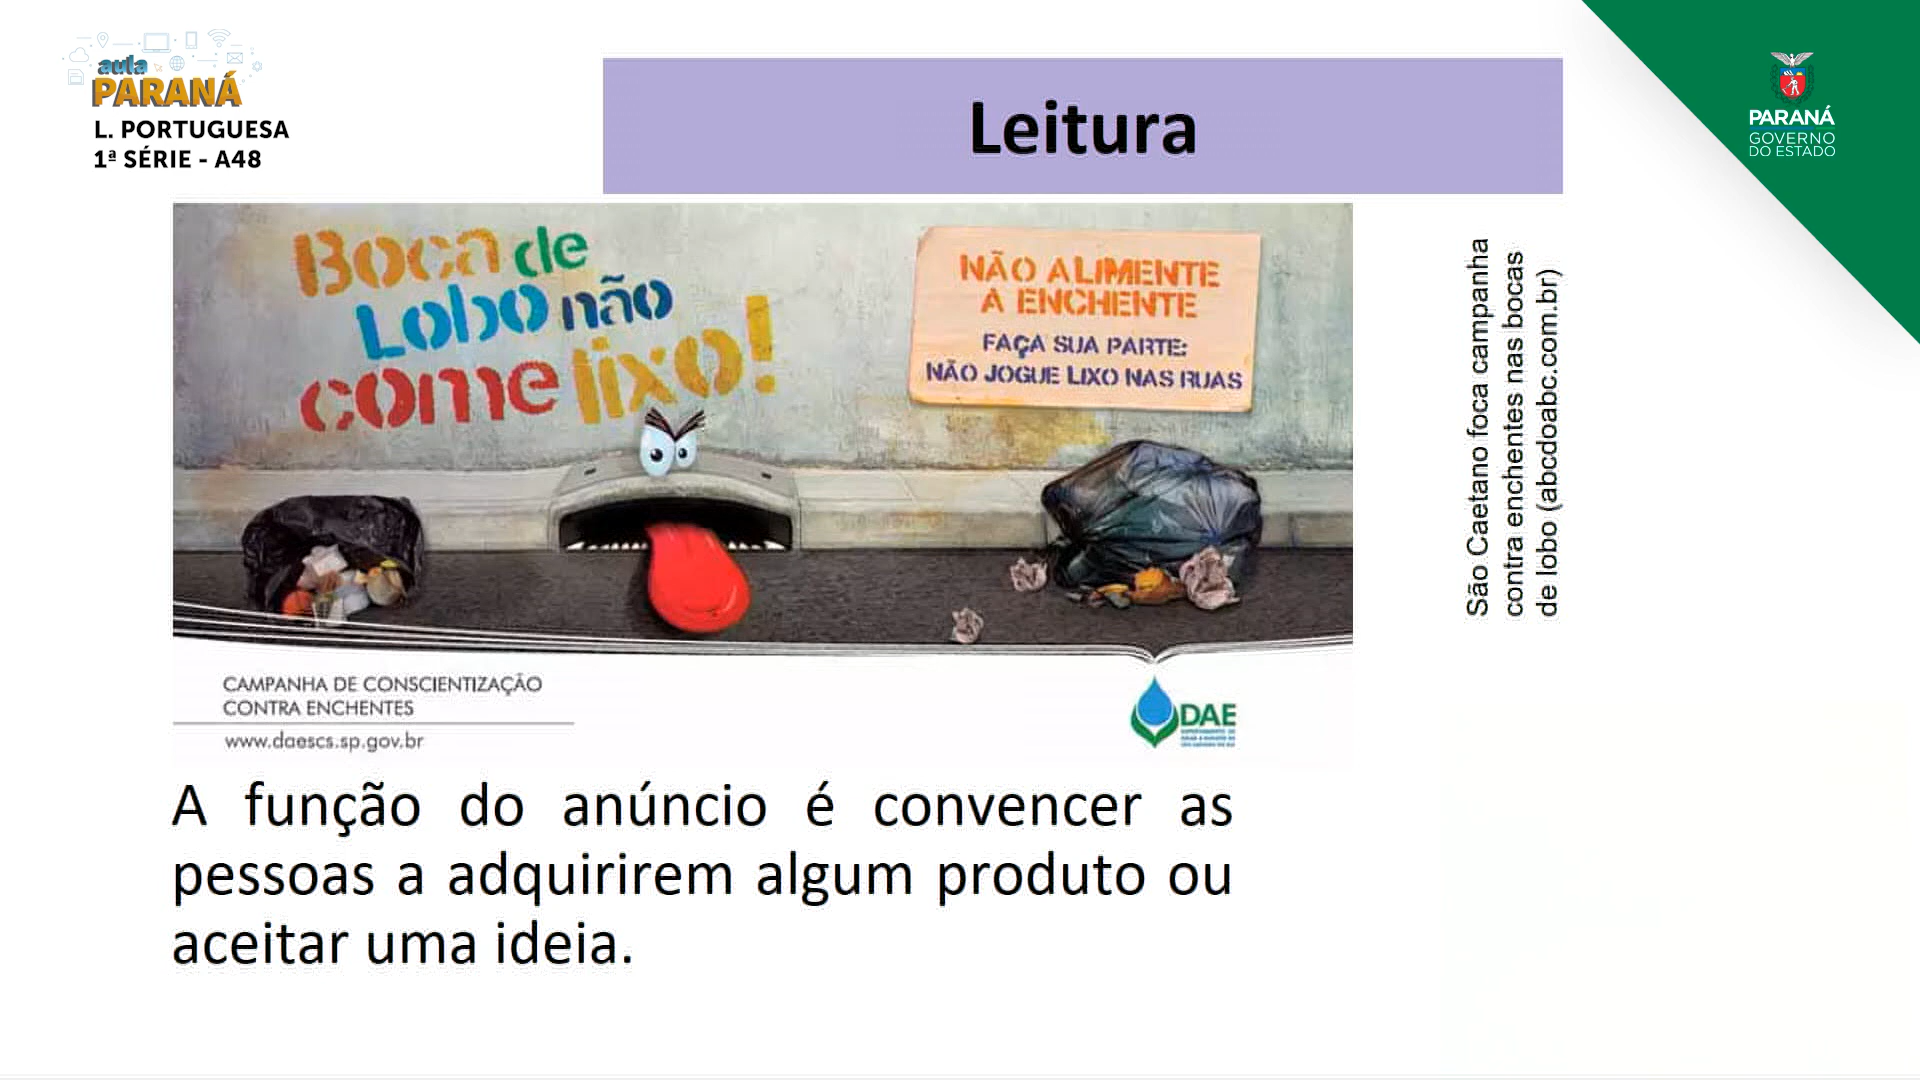 aula
PARANÁ
L. PORTUGUESA
1ª SÉRIE - A48
Leitura
PARANÁ
GOVERNO
DO ESTADO
Boca de
Lobo não
come lixo!
NÃO ALIMENTE
A ENCHENTE
FAÇA SUA PARTE:
NÃO JOGUE LIXO NAS RUAS
São Caetano foca campanha
contra enchentes nas bocas
de lobo (abcdoabc.com.br)
CAMPANHA DE CONSCIENTIZAÇÃO
CONTRA ENCHENTES
www.daescs.sp.gov.br
DAE
A função do anúncio é convencer as
pessoas a adquirirem algum produto ou
aceitar uma ideia.